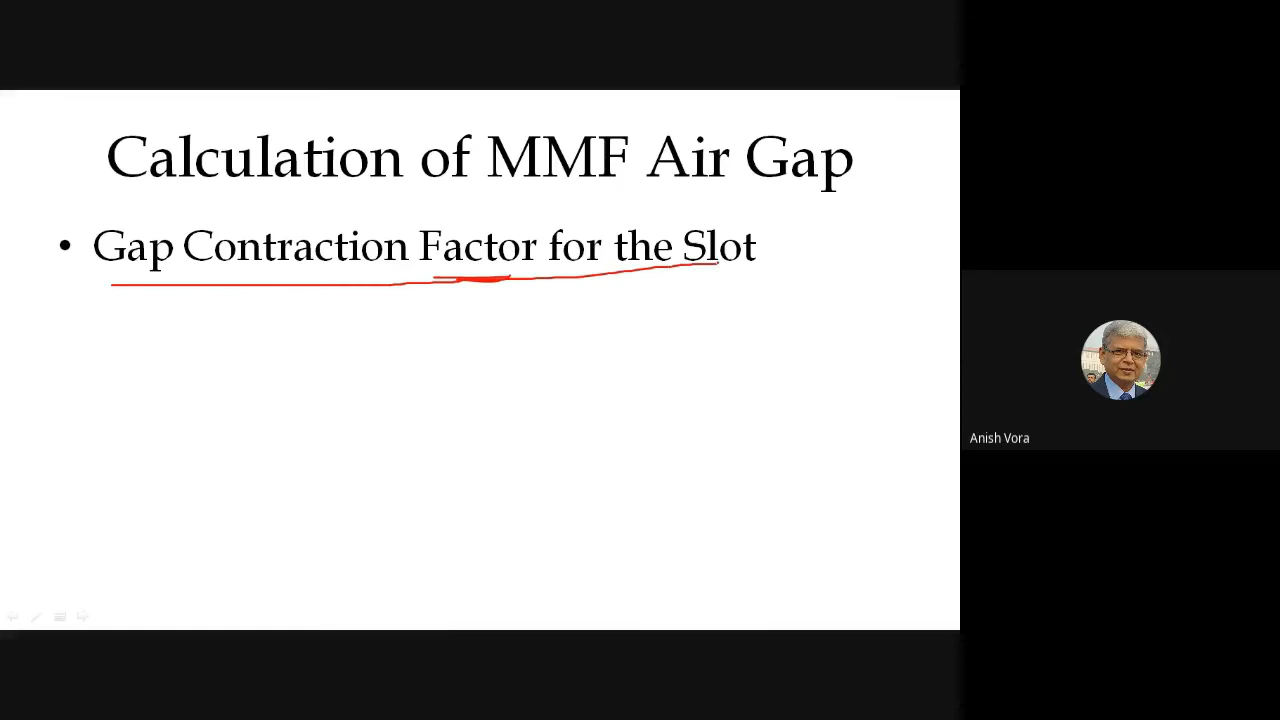 Calculation of MMF Air Gap
• Gap Contraction Factor for the Slot
Anish Vora